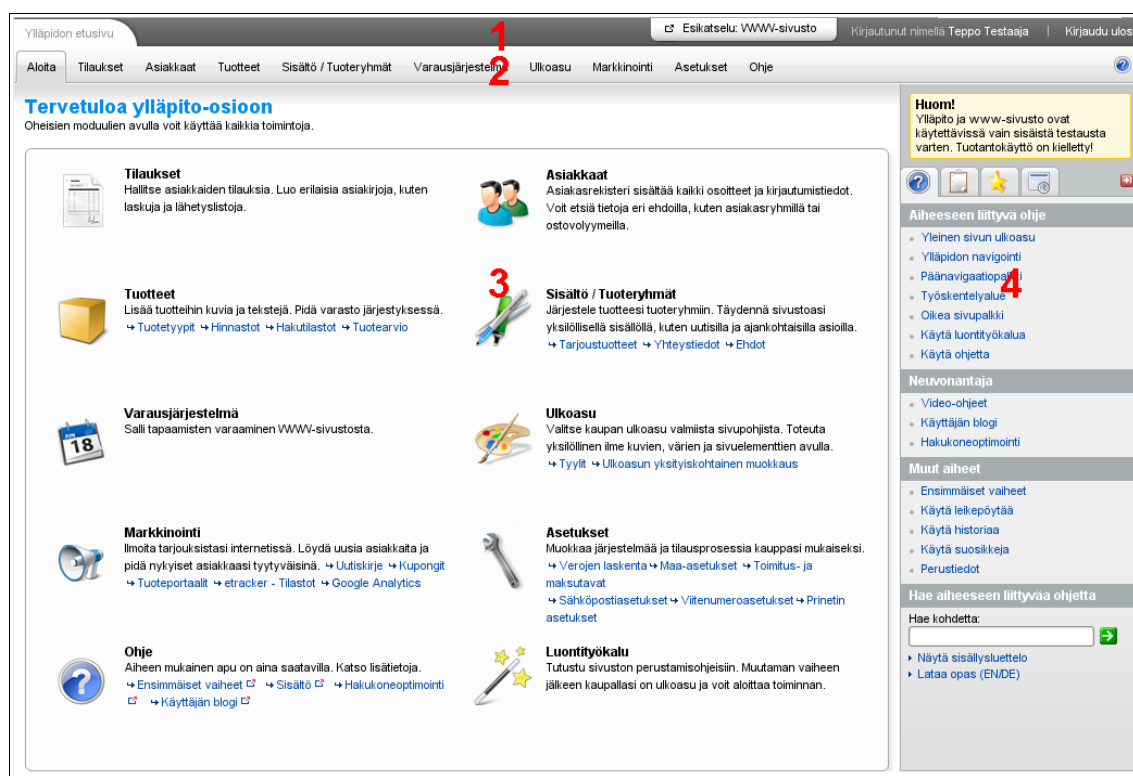 Ylläpidon etusivu
1
Esikatselu: WWW-sivusto
Kirjautunut nimellä Teppo Testaaja | Kirjaudu ulos
Aloita Tilaukset Asiakkaat Tuotteet Sisältö / Tuoteryhmät Varausjärjestelmä Ulkoasu Markkinointi Asetukset Ohje
2
Tervetuloa ylläpito-osioon
Oheisien moduulien avulla voit käyttää kaikkia toimintoja.
Tilaukset
Hallitse asiakkaiden tilauksia. Luo erilaisia asiakirjoja, kuten
laskuja ja lähetyslistoja.
Asiakkaat
Asiakasrekisteri sisältää kaikki osoitteet ja kirjautumistiedot.
Voit etsiä tietoja eri ehdoilla, kuten asiakasryhmillä tai
ostovolyymeilla.
Tuotteet
Lisää tuotteihin kuvia ja tekstejä. Pidä varasto järjestyksessä.
Tuotetyypit Hinnastot Hakutilastot Tuotearvio
3
Sisältö / Tuoteryhmät
Järjestele tuotteesi tuoteryhmiin. Täydennä sivustoasi
yksilöllisellä sisällöllä, kuten uutisilla ja ajankohtaisilla asioilla.
Tarjoustuotteet Yhteystiedot Ehdot
18
Varausjärjestelmä
Salli tapaamisten varaaminen WWW-sivustosta.
Ulkoasu
Valitse kaupan ulkoasu valmiista sivupohjista. Toteuta
yksilöllinen ilme kuvien, värien ja sivuelementtien avulla.
Tyylit Ulkoasun yksityiskohtainen muokkaus
Markkinointi
Ilmoita tarjouksistasi internetissä. Löydä uusia asiakkaita ja
pidä nykyiset asiakkaasi tyytyväisinä. Uutiskirje Kupongit
Tuoteportaalit etracker - Tilastot Google Analytics
Asetukset
Muokkaa järjestelmää ja tilausprosessia kauppasi mukaiseksi.
Verojen laskenta Maa-asetukset Toimitus- ja
maksutavat
Sähköpostiasetukset Viitenumeroasetukset Prinetin
asetukset
Ohje
Aiheen mukainen apu on aina saatavilla. Katso lisätietoja.
Ensimmäiset vaiheet Sisältö Hakukoneoptimointi
Käyttäjän blogi
Luontityökalu
Tutustu sivuston perustamisohjeisiin. Muutaman vaiheen
jälkeen kaupallasi on ulkoasu ja voit aloittaa toiminnan.
Huom!
Ylläpito ja www-sivusto ovat
käytettävissä vain sisäistä testausta
varten. Tuotantokäyttö on kielletty!
Aiheeseen liittyvä ohje
Yleinen sivun ulkoasu
Ylläpidon navigointi
Päänavigaatiopalkki
4
Työskentelyalue
Oikea sivupalkki
Käytä luontityökalua
Käytä ohjetta
Neuvonantaja
Video-ohjeet
Käyttäjän blogi
Hakukoneoptimointi
Muut aiheet
Ensimmäiset vaiheet
Käytä leikepöytää
Käytä historiaa
Käytä suosikkeja
Perustiedot
Hae aiheeseen liittyvää ohjetta
Hae kohdetta:
Näytä sisällysluettelo
Lataa opas (EN/DE)